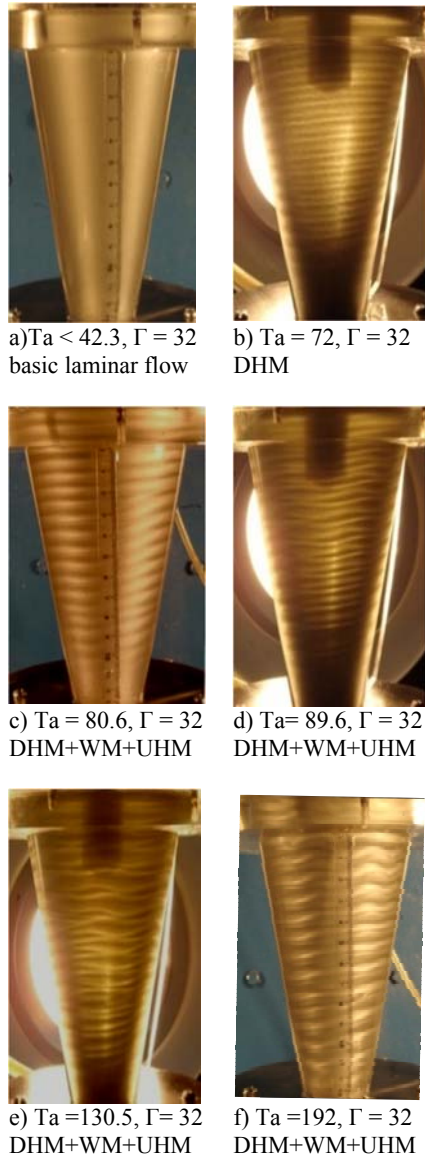 a)Ta < 42.3, Γ = 32
basic laminar flow
b) Ta = 72, Γ = 32
DHM
c) Ta = 80.6, Γ = 32
DHM+WM+UHM
d) Ta= 89.6, Γ = 32
DHM+WM+UHM
e) Ta =130.5, Γ= 32
DHM+WM+UHM
f) Ta =192, Γ = 32
DHM+WM+UHM